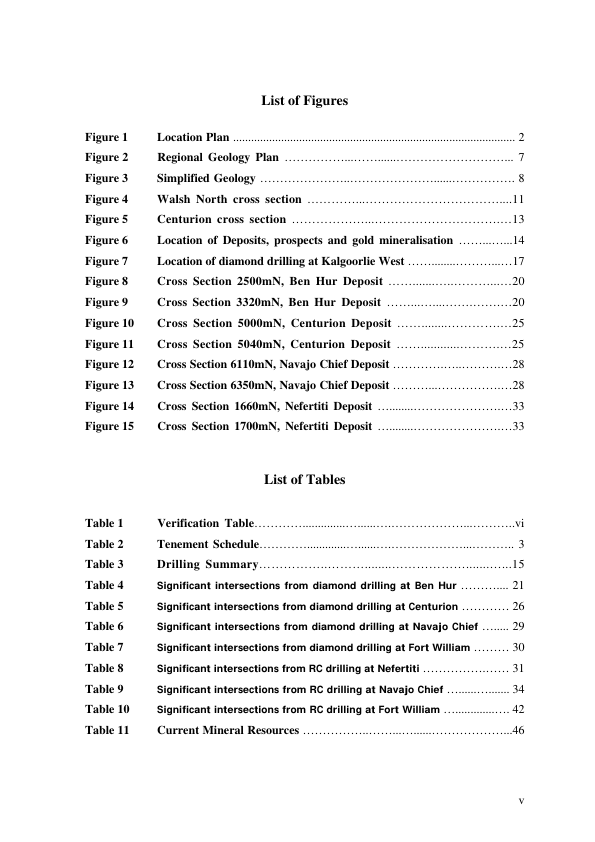 List of Figures
Figure 1 Location Plan .............................................................................................. 2
Figure 2 Regional Geology Plan ……………...…….......…………………….. 7
Figure 3 Simplified Geology ………………….………………......…………… 8
Figure 4 Walsh North cross section …………..……………………………....11
Figure 5 Centurion cross section ………………..……………………….……13
Figure 6 Location of Deposits, prospects and gold mineralisation ……..…...14
Figure 7 Location of diamond drilling at Kalgoorlie West ……........………..…17
Figure 8 Cross Section 2500mN, Ben Hur Deposit ……......…..………..…20
Figure 9 Cross Section 3320mN, Ben Hur Deposit ……..…..………………20
Figure 10 Cross Section 5000mN, Centurion Deposit …….......……………25
Figure 11 Cross Section 5040mN, Centurion Deposit ……...........…………25
Figure 12 Cross Section 6110mN, Navajo Chief Deposit ………….…..……….…28
Figure 13 Cross Section 6350mN, Navajo Chief Deposit ………...………….……28
Figure 14 Cross Section 1660mN, Nefertiti Deposit ….......………………….…33
Figure 15 Cross Section 1700mN, Nefertiti Deposit ….......………………….…33
List of Tables
Table 1 Verification Table…………..............…......…………………...………..vi
Table 2 Tenement Schedule…………..............…......…………………...……….. 3
Table 3 Drilling Summary……………….………......………………......……..15
Table 4 Significant intersections from diamond drilling at Ben Hur ……….... 21
Table 5 Significant intersections from diamond drilling at Centurion ………… 26
Table 6 Significant intersections from diamond drilling at Navajo Chief ….... 29
Table 7 Significant intersections from diamond drilling at Fort William ……… 30
Table 8 Significant intersections from RC drilling at Nefertiti …………….…… 31
Table 9 Significant intersections from RC drilling at Navajo Chief ….....…...... 34
Table 10 Significant intersections from RC drilling at Fort William ….............…. 42
Table 11 Current Mineral Resources ……………..……...…......………………...46
v